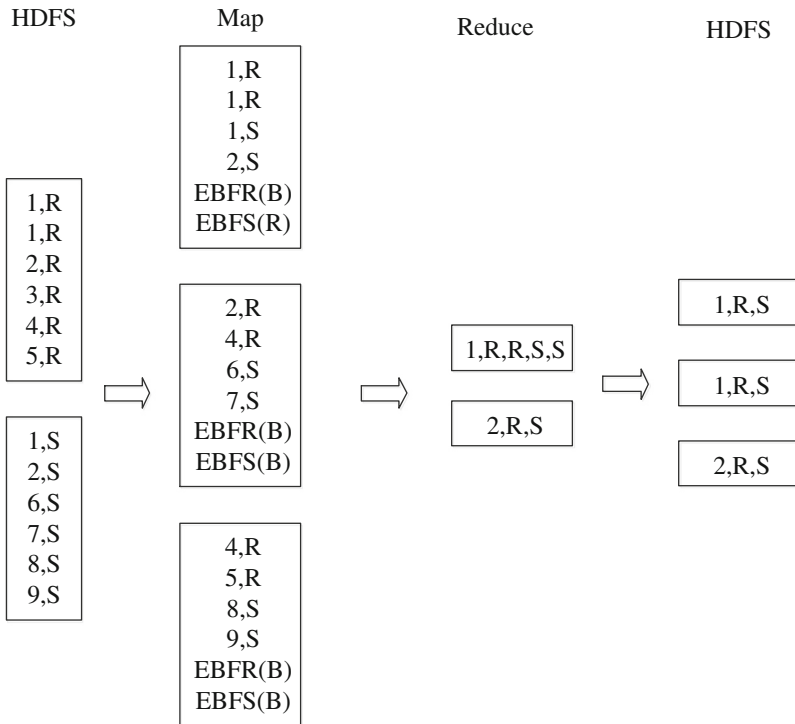 HDFS
Map
Reduce
HDFS
1,R
1,R
2,R
3,R
4,R
5,R
1,S
2,S
6,S
7,S
8,S
9,S
1,R
1,R
1,S
2,S
EBFR(B)
EBFS(R)
2,R
4,R
6,S
7,S
EBFR(B)
EBFS(B)
4,R
5,R
8,S
9,S
EBFR(B)
EBFS(B)
1,R,R,S,S
2,R,S
1,R,S
1,R,S
2,R,S